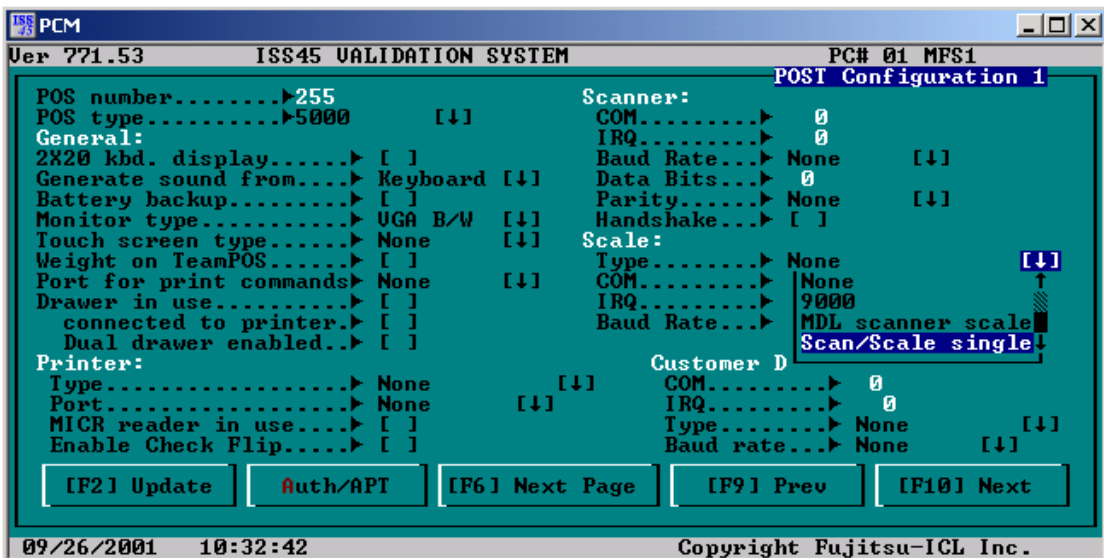 ISS 45 PCM
Ver 771.53 ISS45 VALIDATION SYSTEM PC# 01 MFS1
POST Configuration 1
POS number........►255
POS type..........►5000 [↓]
General:
2X20 kbd. display......► [ ]
Generate sound from....► Keyboard [↓]
Battery backup.........► [ ]
Monitor type...........► VGA B/W [↓]
Touch screen type......► None [↓]
Weight on TeamPOS......► [ ]
Port for print commands► None [↓]
Drawer in use..........► [ ]
connected to printer.► [ ]
Dual drawer enabled..► [ ]
Printer:
Type.................► None [↓]
Port.................► None [↓]
MICR reader in use...► [ ]
Enable Check Flip....► [ ]
Scanner:
COM.........► 0
IRQ.........► 0
Baud Rate...► None [↓]
Data Bits...► 0
Parity......► None [↓]
Handshake...► [ ]
Scale:
Type........► None [↓]
COM.........►
IRQ.........►
Baud Rate...►
None
9000
MDL scanner scale
Scan/Scale single
Customer D
COM.........► 0
IRQ.........► 0
Type........► None [↓]
Baud rate...► None [↓]
[F2] Update Auth/APT [F6] Next Page [F9] Prev [F10] Next
09/26/2001 10:32:42 Copyright Fujitsu-ICL Inc.